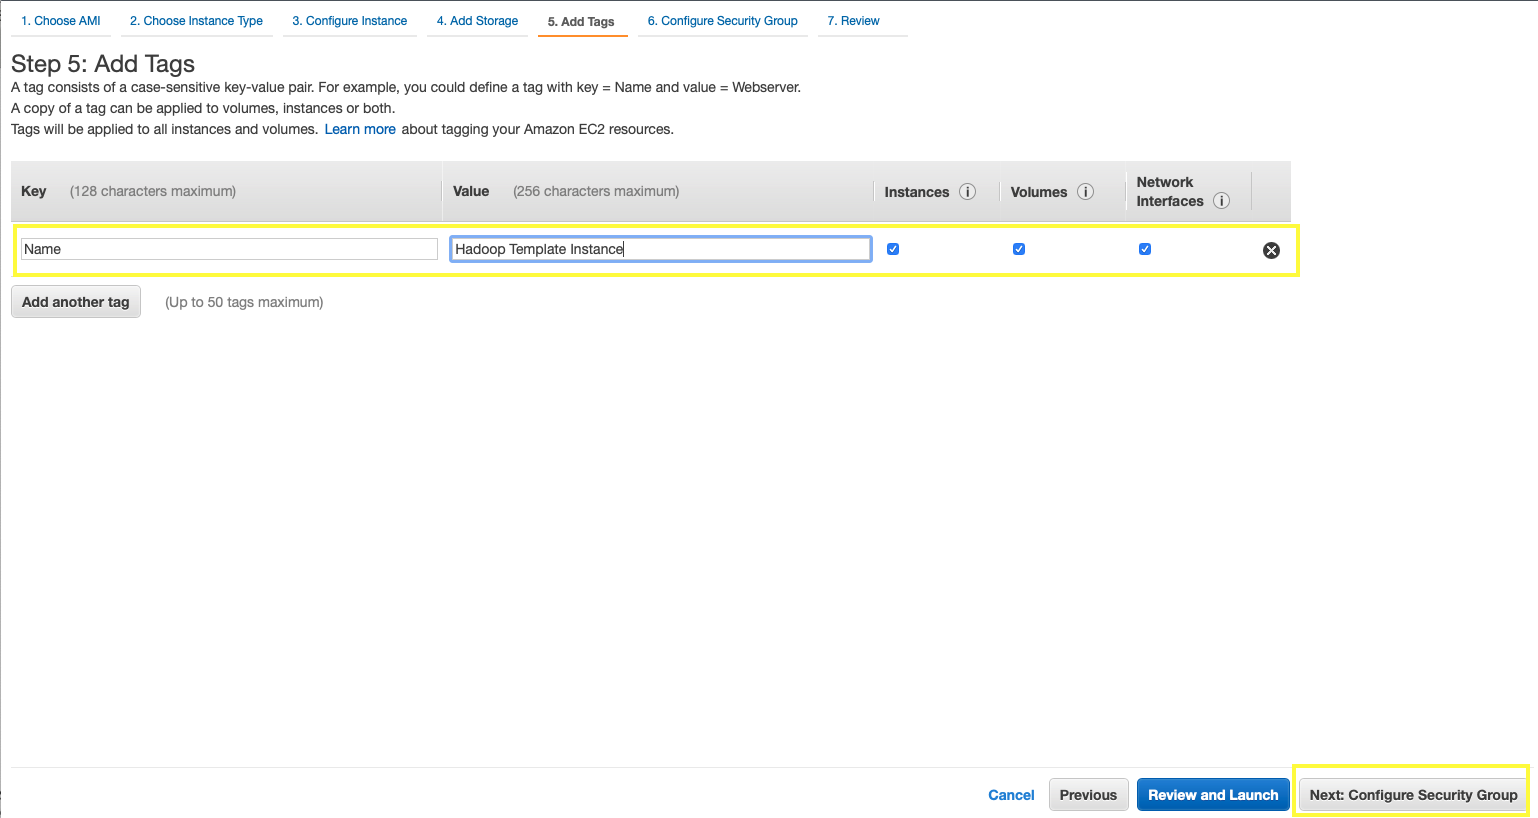 1. Choose AMI 2. Choose Instance Type 3. Configure Instance 4. Add Storage 5. Add Tags 6. Configure Security Group 7. Review
Step 5: Add Tags
A tag consists of a case-sensitive key-value pair. For example, you could define a tag with key = Name and value = Webserver.
A copy of a tag can be applied to volumes, instances or both.
Tags will be applied to all instances and volumes. Learn more about tagging your Amazon EC2 resources.
Key (128 characters maximum) Value (256 characters maximum) Instances i Volumes i Network
Interfaces i
Name Hadoop Template Instance
Add another tag (Up to 50 tags maximum)
Cancel Previous Review and Launch Next: Configure Security Group